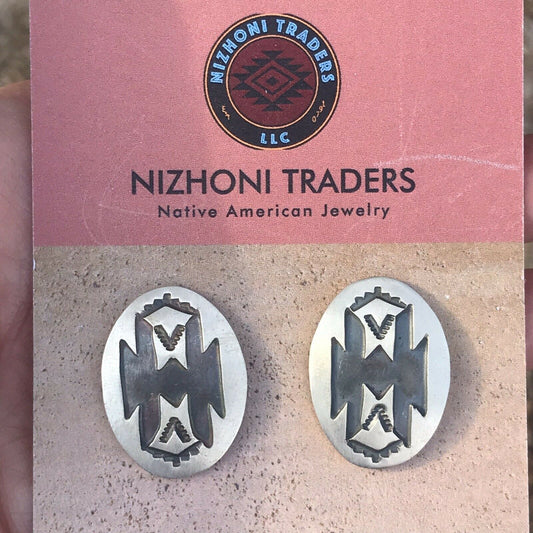 NIZHONI TRADERS
LLC
NIZHONI TRADERS
Native American Jewelry